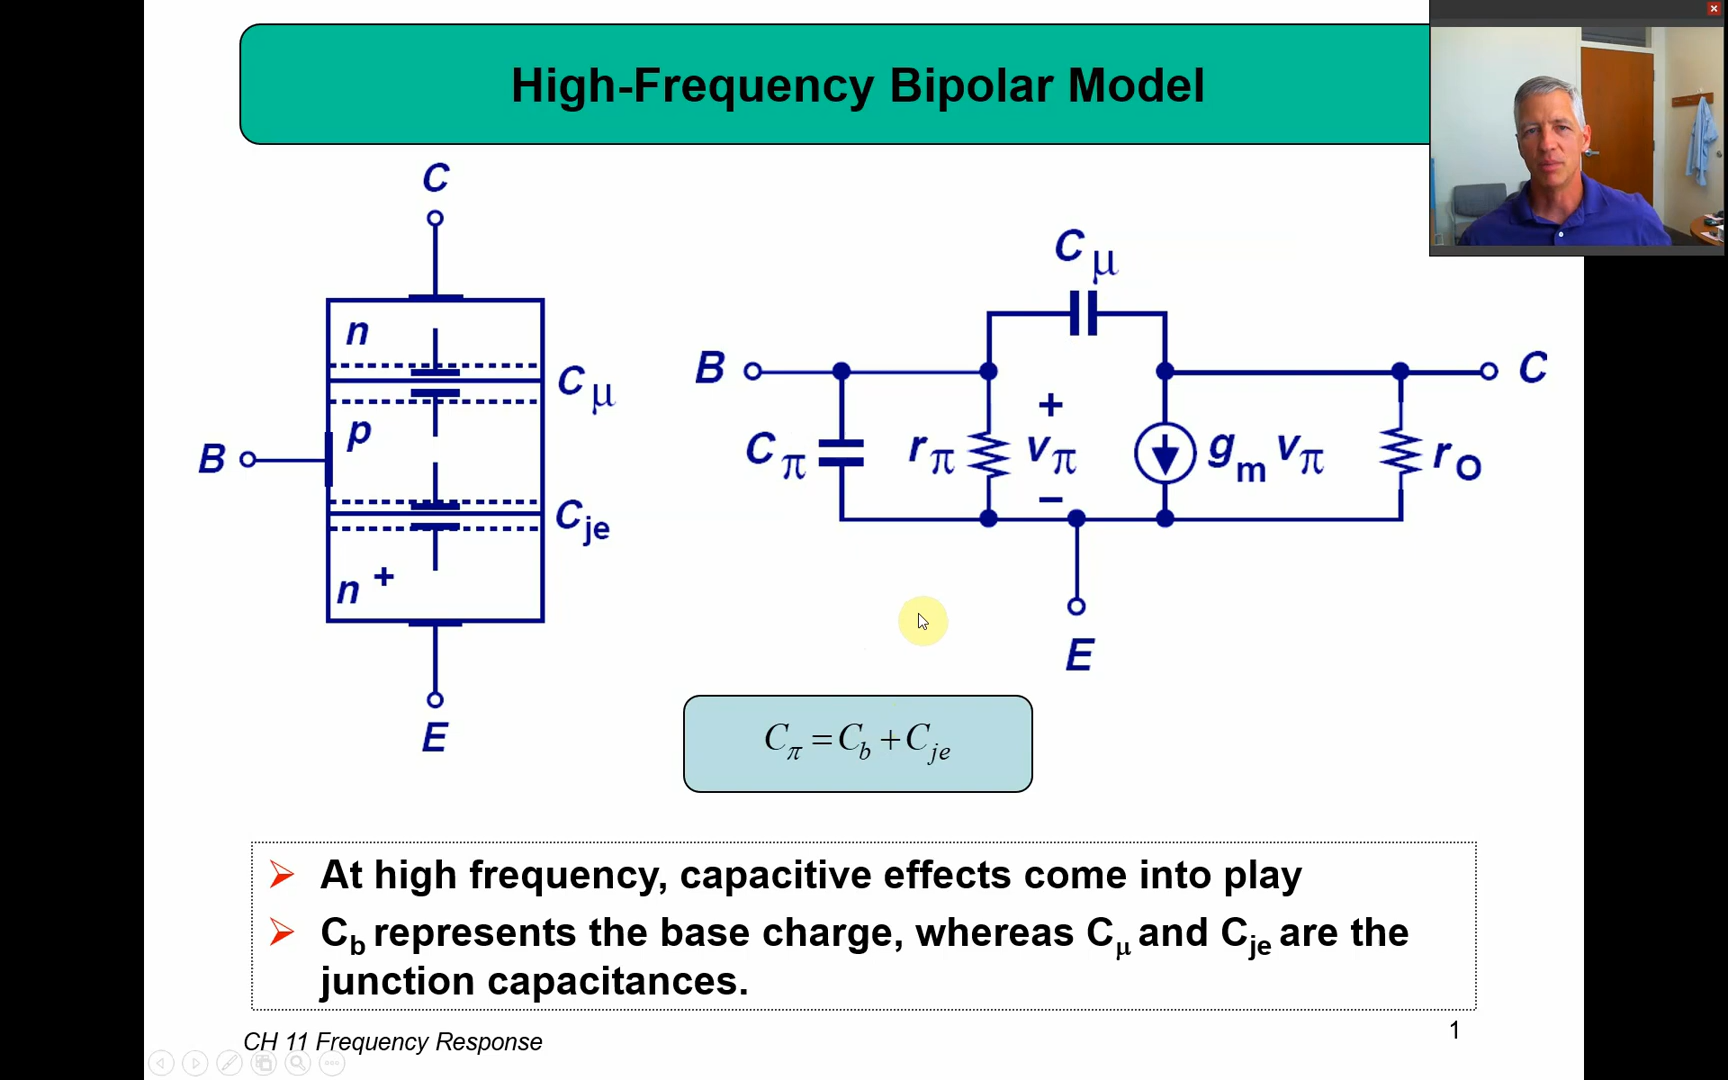 High-Frequency Bipolar Model
C
n
Cμ
p
B
Cje
n+
E
Cμ
B
C
+
Cπ
rπ
vπ
gm vπ
rO
−
E
Cπ = Cb + Cje
At high frequency, capacitive effects come into play
Cb represents the base charge, whereas Cμ and Cje are the
junction capacitances.
CH 11 Frequency Response
1